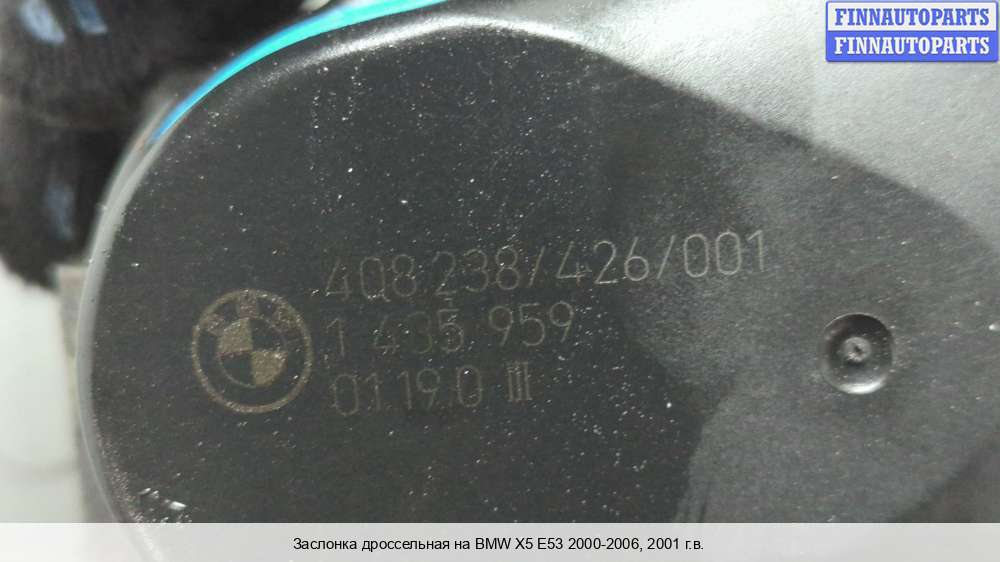 FINNAUTOPARTS
FINNAUTOPARTS
408 238/426/001
1 435 959
01.19.0 III
BMW
Заслонка дроссельная на BMW X5 E53 2000-2006, 2001 г.в.